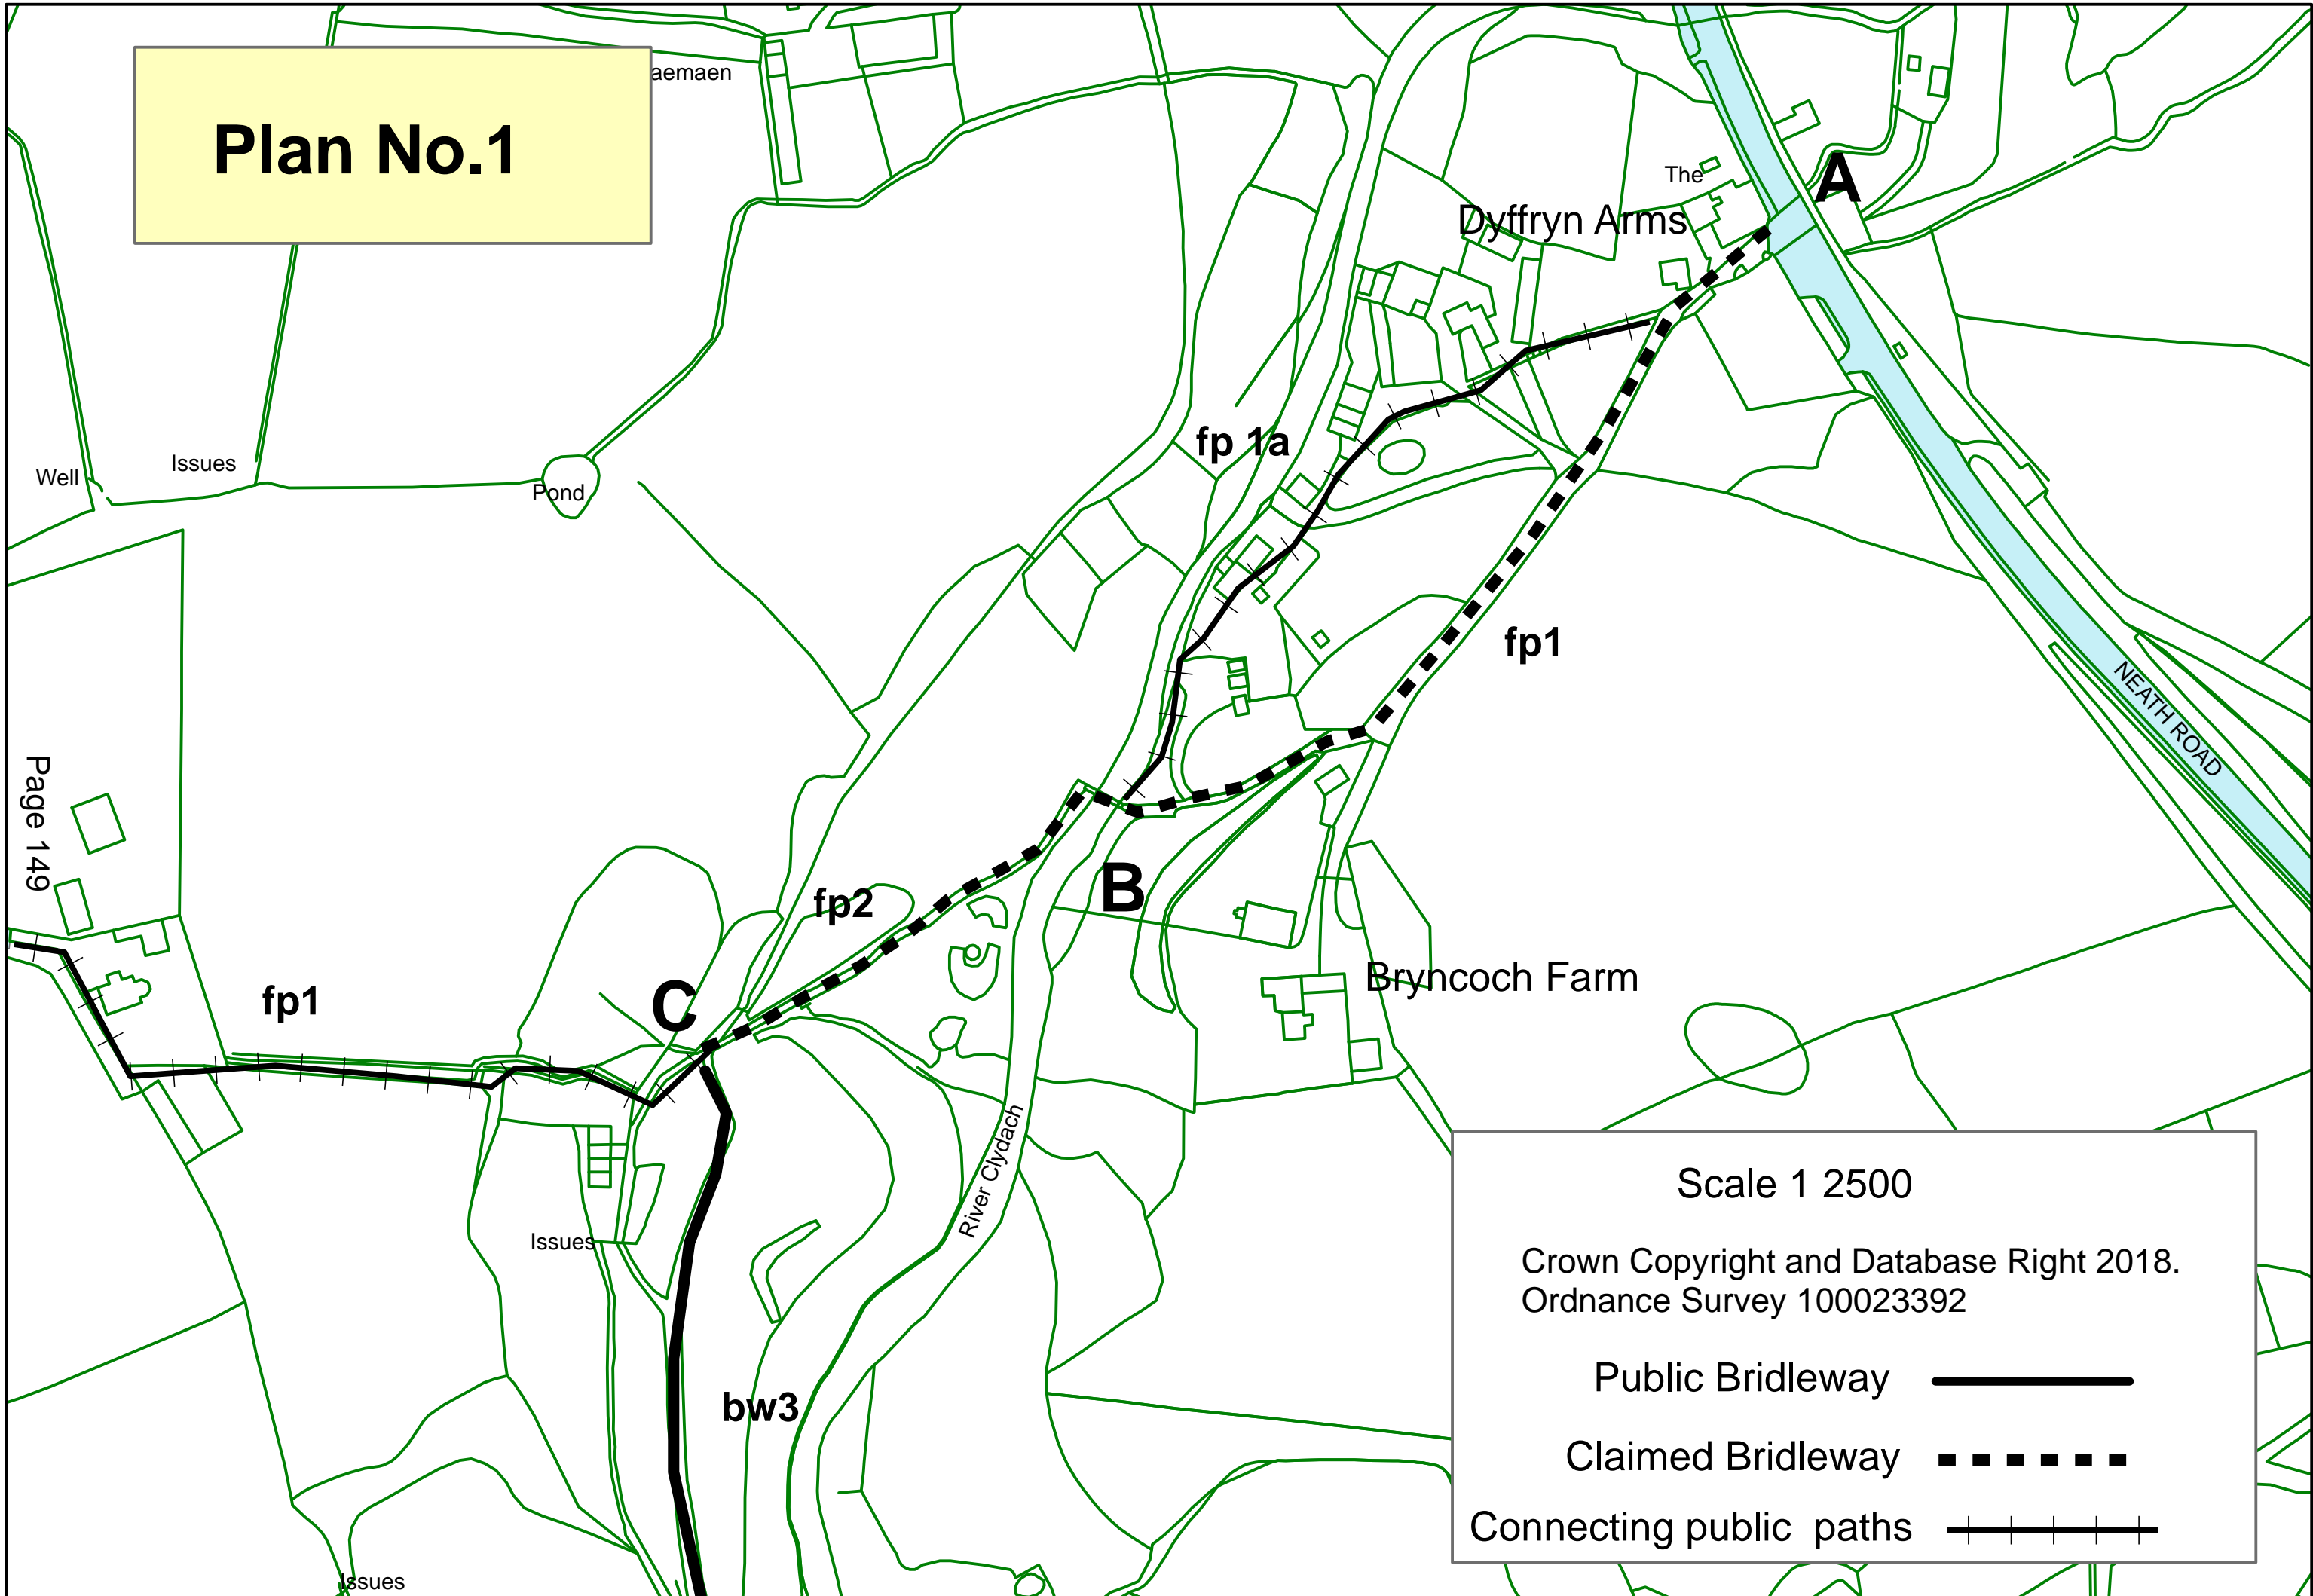 Plan No.1
aemaen
The
A
Dyffryn Arms
fp 1a
Well
Issues
Pond
fp1
NEATH ROAD
Page 149
B
fp2
Bryncoch Farm
C
fp1
River Clydach
Issues
bw3
Issues
Scale 1 2500
Crown Copyright and Database Right 2018.
Ordnance Survey 100023392
Public Bridleway
Claimed Bridleway
Connecting public paths